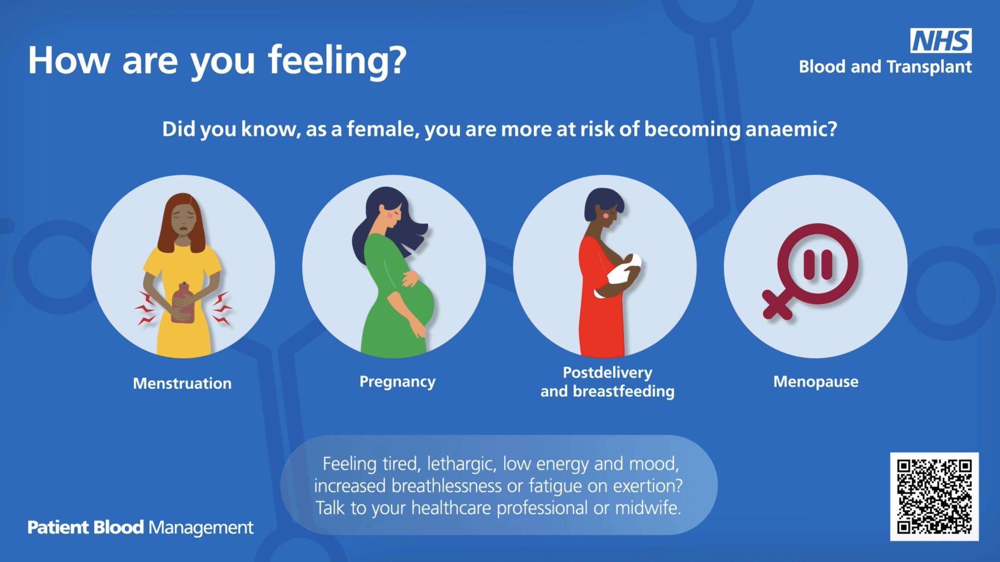 How are you feeling?
NHS
Blood and Transplant
Did you know, as a female, you are more at risk of becoming anaemic?
Menstruation
Pregnancy
Postdelivery
and breastfeeding
Menopause
Feeling tired, lethargic, low energy and mood,
increased breathlessness or fatigue on exertion?
Talk to your healthcare professional or midwife.
Patient Blood Management